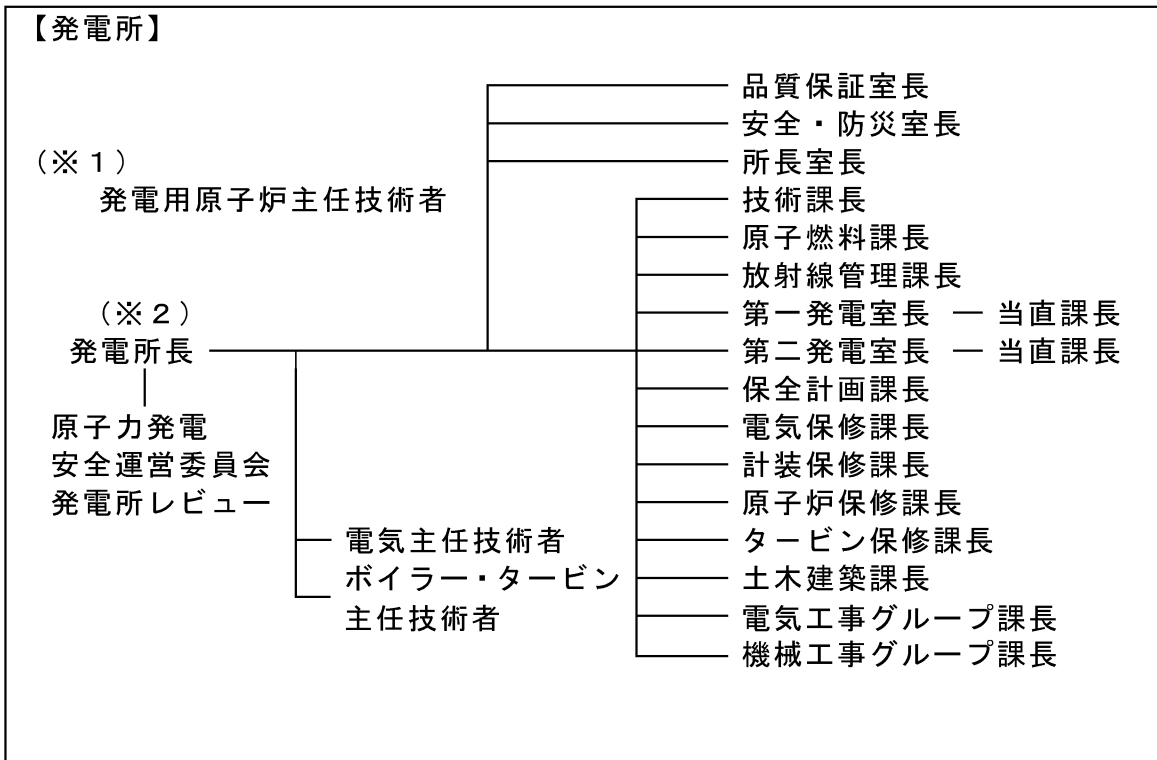 【発電所】
品質保証室長
安全・防災室長
(※1)
所長室長
発電用原子炉主任技術者
技術課長
原子燃料課長
放射線管理課長
(※2)
第一発電室長 ― 当直課長
発電所長
第二発電室長 ― 当直課長
保全計画課長
原子力発電
電気保修課長
安全運営委員会
計装保修課長
発電所レビュー
原子炉保修課長
電気主任技術者
タービン保修課長
ボイラー・タービン
土木建築課長
主任技術者
電気工事グループ課長
機械工事グループ課長